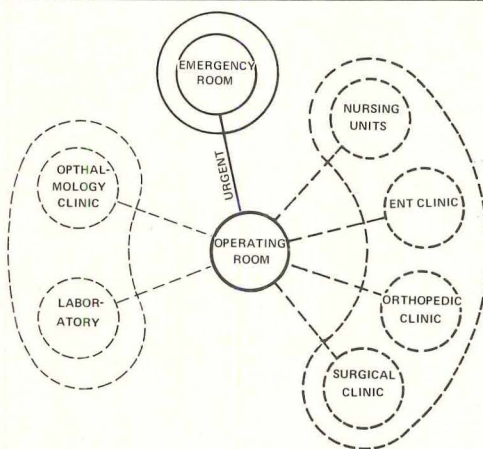 EMERGENCY
ROOM
NURSING
UNITS
URGENT
OPTHAL-
MOLOGY
CLINIC
ENT CLINIC
OPERATING
ROOM
LABOR-
ATORY
ORTHOPEDIC
CLINIC
SURGICAL
CLINIC